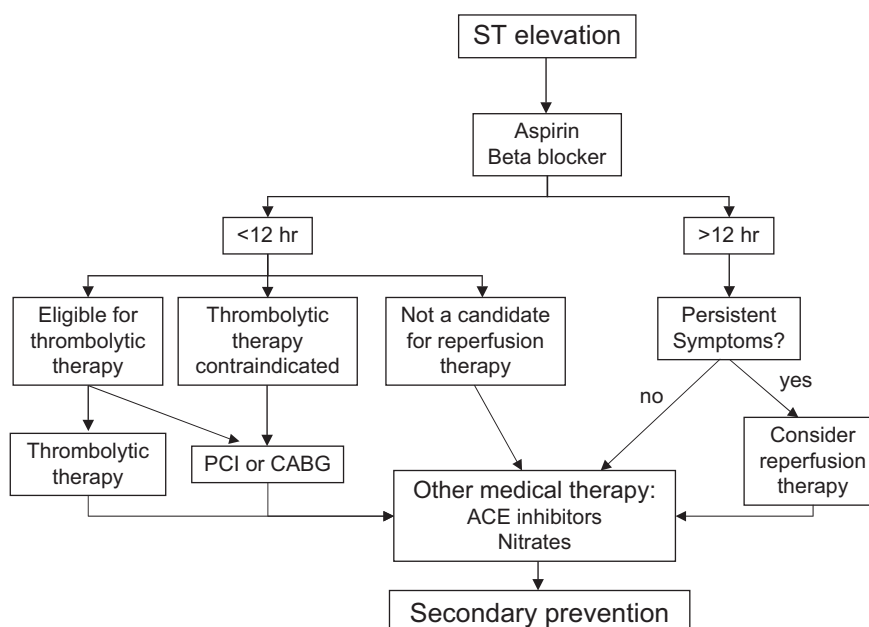 ST elevation
Aspirin
Beta blocker
<12 hr
>12 hr
Eligible for
thrombolytic
therapy
Thrombolytic
therapy
contraindicated
Not a candidate
for reperfusion
therapy
Persistent
Symptoms?
no
yes
Thrombolytic
therapy
PCI or CABG
Consider
reperfusion
therapy
Other medical therapy:
ACE inhibitors
Nitrates
Secondary prevention